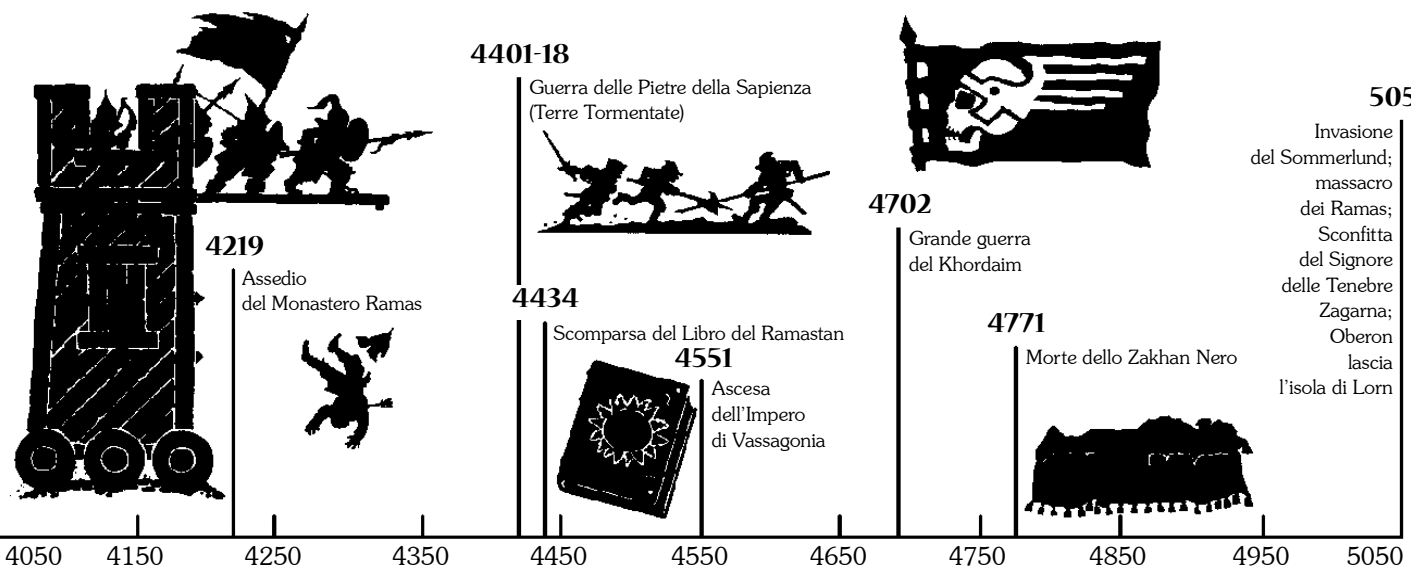 4219
Assedio
del Monastero Ramas
4401-18
Guerra delle Pietre della Sapienza
(Terre Tormentate)
4434
Scomparsa del Libro del Ramastan
4551
Ascesa
dell'Impero
di Vassagonia
4702
Grande guerra
del Khordaim
4771
Morte dello Zakhan Nero
505
Invasione
del Sommerlund;
massacro
dei Ramas;
Sconfitta
del Signore
delle Tenebre
Zagarna;
Oberon
lascia
l'isola di Lorn
4050 4150 4250 4350 4450 4550 4650 4750 4850 4950 5050